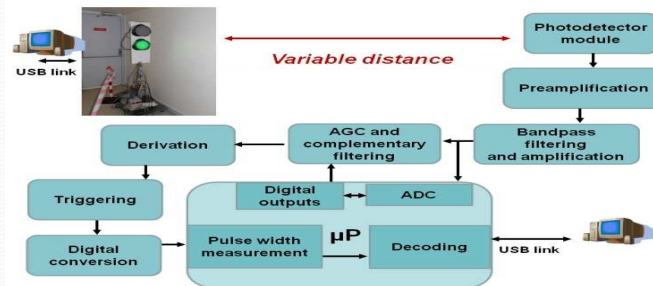 Photodetector
module
USB link
Variable distance
Preamplification
AGC and
complementary
filtering
Bandpass
filtering
and amplification
Derivation
Triggering
Digital
outputs
ADC
Digital
conversion
Pulse width
measurement
µP
Decoding
USB link